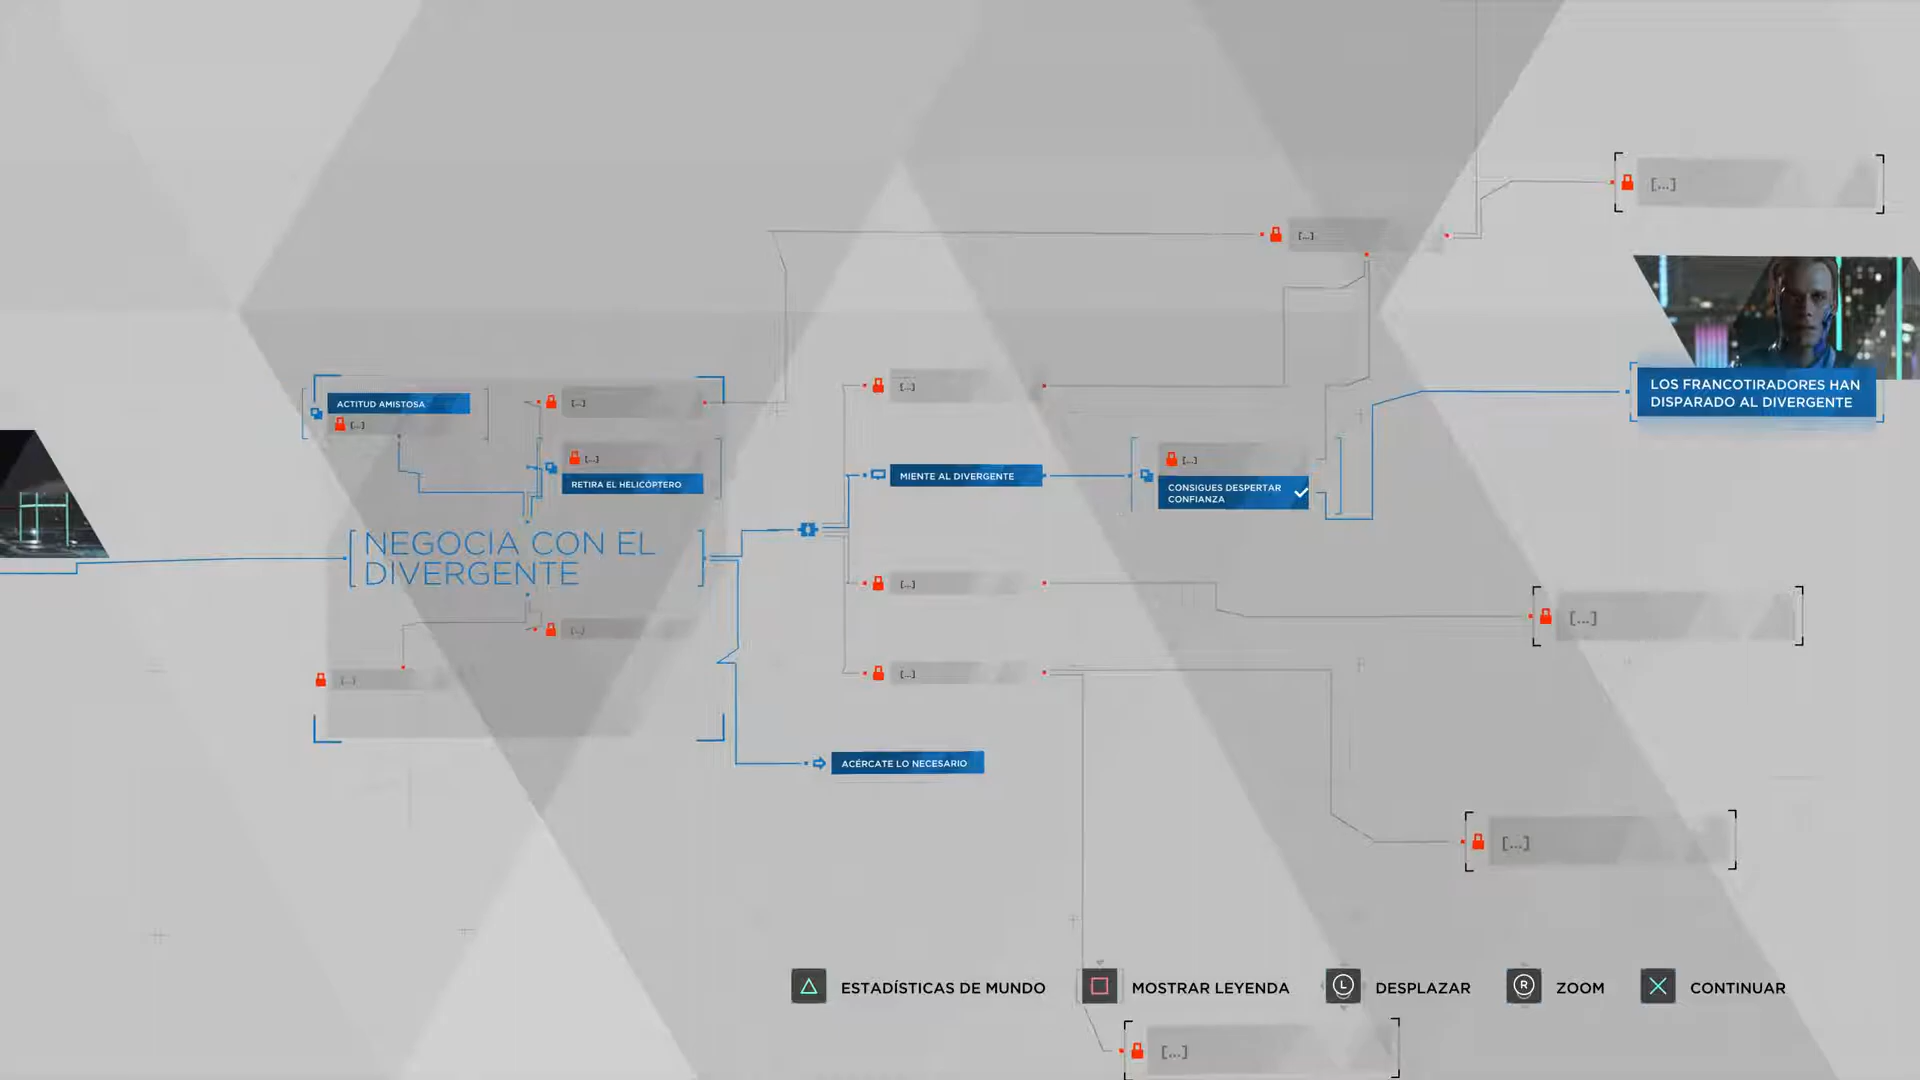 [...]
[...]
LOS FRANCOTIRADORES HAN
DISPARADO AL DIVERGENTE
ACTITUD AMISTOSA
[...]
[...]
[...]
RETIRA EL HELICÓPTERO
NEGOCIA CON EL
DIVERGENTE
[...]
[...]
[...]
MIENTE AL DIVERGENTE
[...]
CONSIGUES DESPERTAR
CONFIANZA
[...]
[...]
[...]
ACÉRCATE LO NECESARIO
[...]
ESTADÍSTICAS DE MUNDO
MOSTRAR LEYENDA
L
DESPLAZAR
R
ZOOM
CONTINUAR
[...]